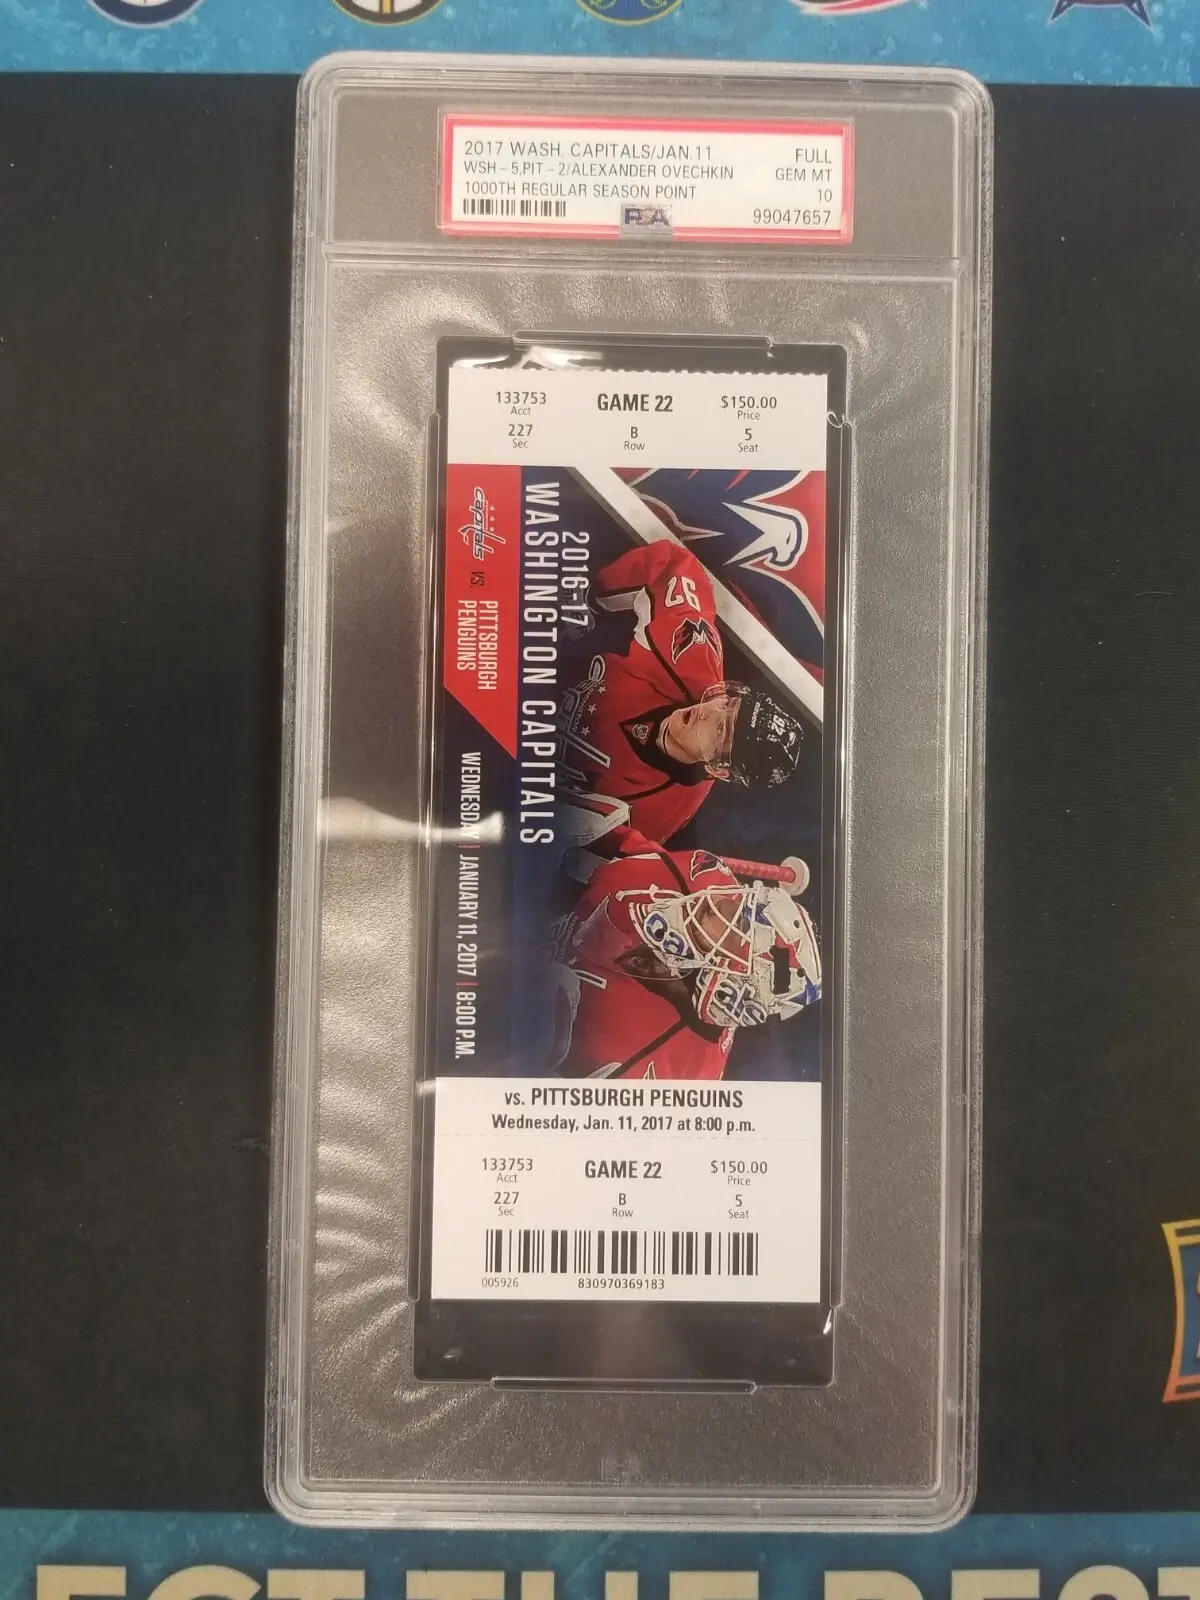 2017 WASH. CAPITALS/JAN.11
FULL
WSH - 5,PIT - 2/ALEXANDER OVECHKIN
GEM MT
1000TH REGULAR SEASON POINT
10
PSA
99047657
133753
Acct
GAME 22
$150.00
Price
227
Sec
B
Row
5
Seat
capitals
VS.
PITTSBURGH
PENGUINS
2016-17
WASHINGTON CAPITALS
WEDNESDAY | JANUARY 11, 2017 | 8:00 P.M.
92
92
vs. PITTSBURGH PENGUINS
Wednesday, Jan. 11, 2017 at 8:00 p.m.
133753
Acct
GAME 22
$150.00
Price
227
Sec
B
Row
5
Seat
005926
830970369183
THE